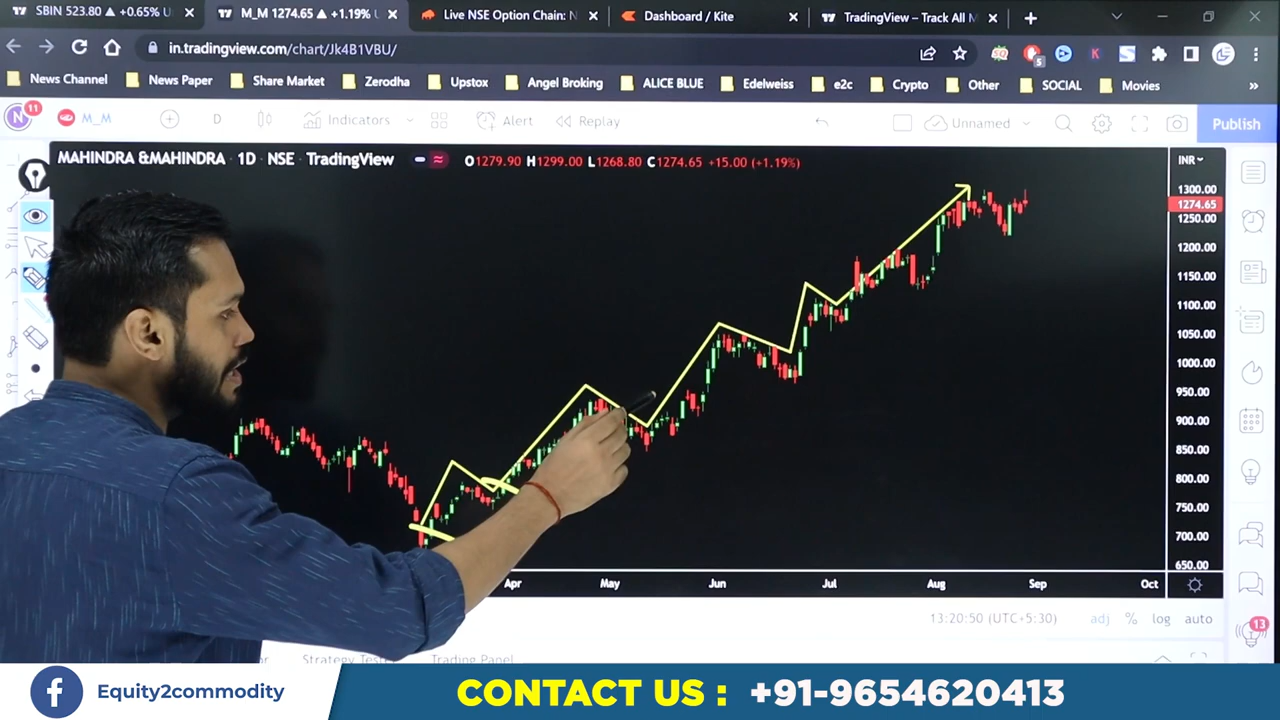 SBIN 523.80 ▲ +0.65%
M_M 1274.65 ▲ +1.19%
Live NSE Option Chain:
Dashboard / Kite
TradingView – Track All M
in.tradingview.com/chart/Jk4B1VBU/
5
K
News Channel
News Paper
Share Market
Zerodha
Upstox
Angel Broking
ALICE BLUE
Edelweiss
e2c
Crypto
Other
SOCIAL
Movies
N
11
M_M
D
Indicators
Alert
Replay
Unnamed
Publish
MAHINDRA &MAHINDRA · 1D · NSE · TradingView
O1279.90 H1299.00 L1268.80 C1274.65 +15.00 (+1.19%)
INR
1300.00
1274.65
1250.00
1200.00
1150.00
1100.00
1050.00
1000.00
950.00
900.00
850.00
800.00
750.00
700.00
650.00
Apr
May
Jun
Jul
Aug
Sep
Oct
13:20:50 (UTC+5:30)
adj
%
log
auto
13
Trading Panel
Equity2commodity
CONTACT US : +91-9654620413